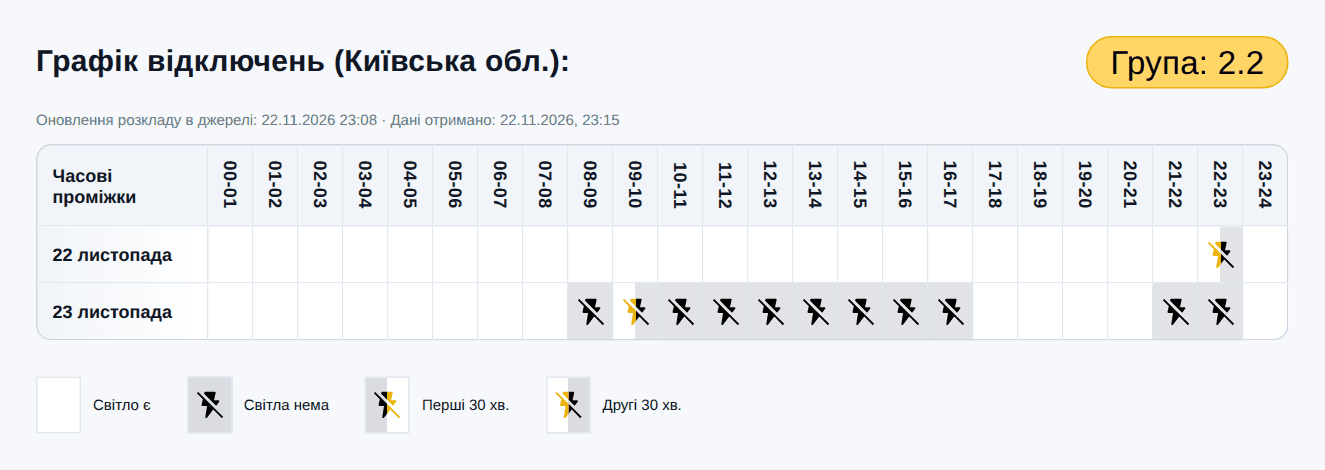 Графік відключень (Київська обл.):
Група: 2.2
Оновлення розкладу в джерелі: 22.11.2026 23:08 · Дані отримано: 22.11.2026, 23:15
Часові
проміжки
00-01
01-02
02-03
03-04
04-05
05-06
06-07
07-08
08-09
09-10
10-11
11-12
12-13
13-14
14-15
15-16
16-17
17-18
18-19
19-20
20-21
21-22
22-23
23-24
22 листопада
23 листопада
Світло є
Світла нема
Перші 30 хв.
Другі 30 хв.